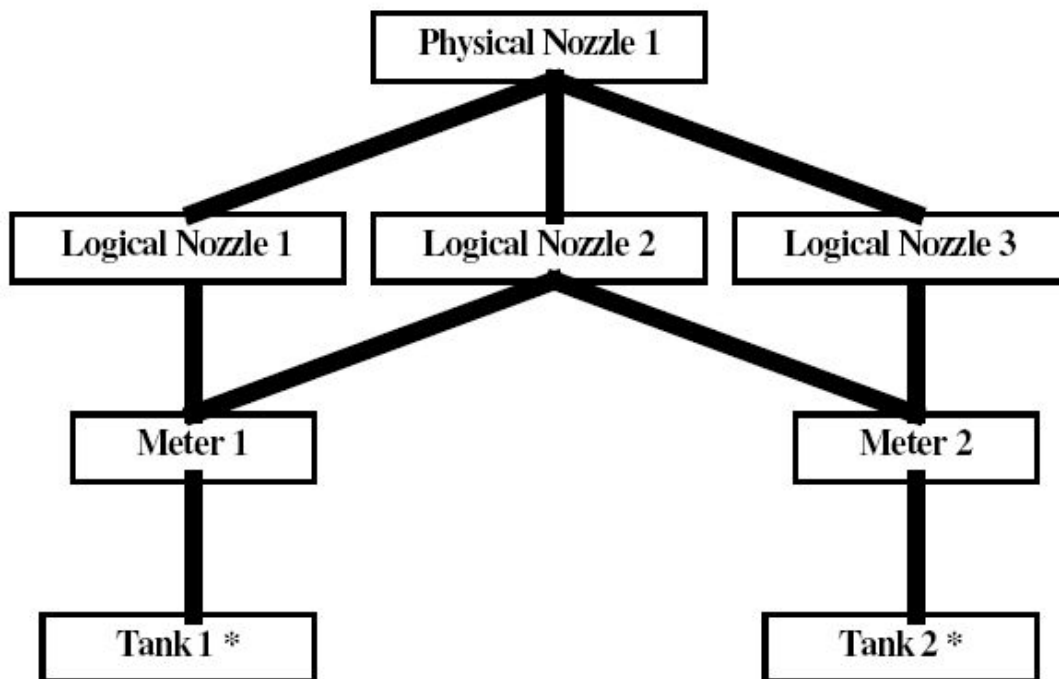 Physical Nozzle 1
Logical Nozzle 1
Logical Nozzle 2
Logical Nozzle 3
Meter 1
Meter 2
Tank 1 *
Tank 2 *